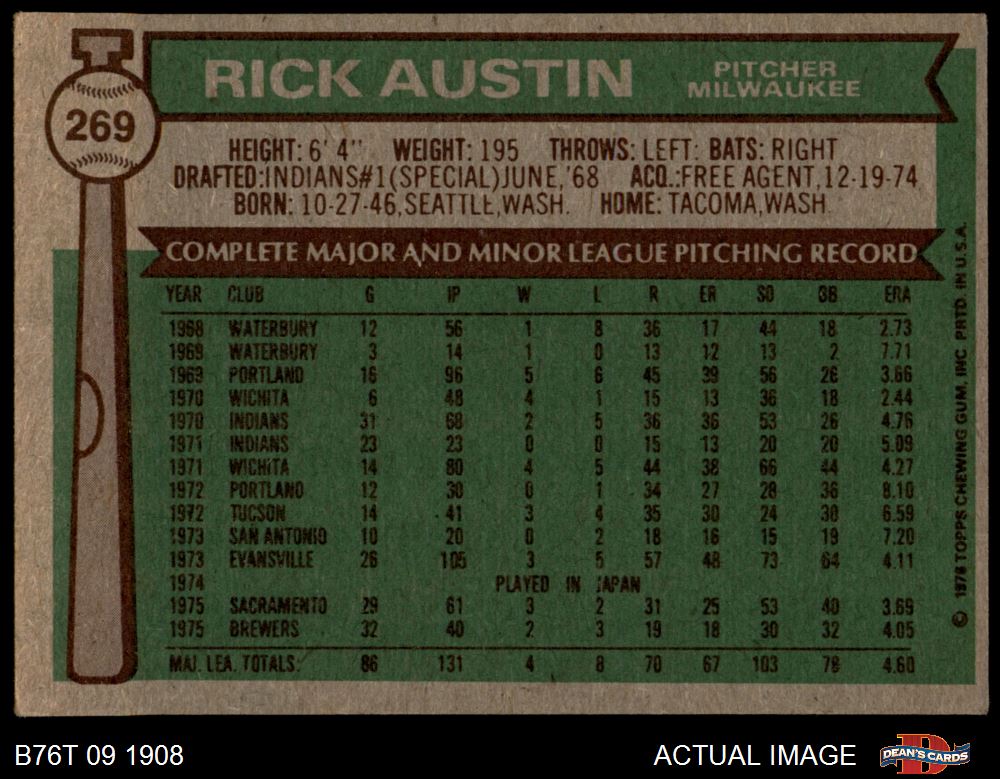 RICK AUSTIN PITCHER
MILWAUKEE
269
HEIGHT: 6' 4" WEIGHT: 195 THROWS: LEFT BATS: RIGHT
DRAFTED: INDIANS#1(SPECIAL)JUNE,'68 ACQ.:FREE AGENT,12-19-74
BORN: 10-27-46,SEATTLE,WASH. HOME: TACOMA,WASH.
COMPLETE MAJOR AND MINOR LEAGUE PITCHING RECORD
YEAR CLUB G IP W L R ER SO BB ERA
1968 WATERBURY 12 56 1 8 36 17 44 18 2.73
1969 WATERBURY 3 14 1 0 13 12 13 2 7.71
1969 PORTLAND 16 96 5 6 45 39 56 26 3.66
1970 WICHITA 6 48 4 1 15 13 36 18 2.44
1970 INDIANS 31 68 2 5 36 36 53 26 4.76
1971 INDIANS 23 23 0 0 15 13 20 20 5.09
1971 WICHITA 14 80 4 5 44 38 66 44 4.27
1972 PORTLAND 12 30 0 1 34 27 28 36 8.10
1972 TUCSON 14 41 3 4 35 30 24 30 6.59
1973 SAN ANTONIO 10 20 0 2 18 16 15 19 7.20
1973 EVANSVILLE 26 105 3 5 57 48 73 64 4.11
1974 PLAYED IN JAPAN
1975 SACRAMENTO 29 61 3 2 31 25 53 40 3.69
1975 BREWERS 32 40 2 3 19 18 30 32 4.05
MAJ. LEA. TOTALS: 86 131 4 8 70 67 103 78 4.60
© 1976 TOPPS CHEWING GUM, INC PRTD. IN U.S.A.
B76T 09 1908 ACTUAL IMAGE DEAN'S CARDS